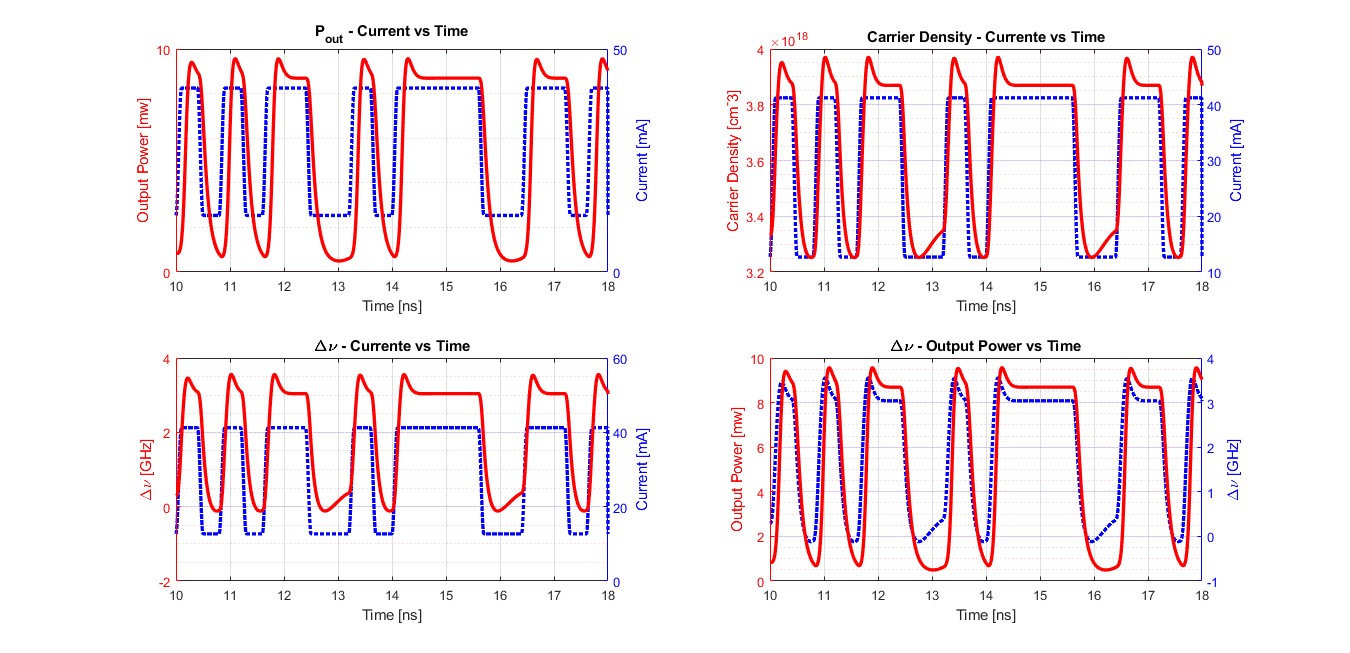 P_out - Current vs Time
10
50
Output Power [mw]
Current [mA]
0
0
10 11 12 13 14 15 16 17 18
Time [ns]
Carrier Density - Currente vs Time
×10^18
4
3.8
3.6
3.4
3.2
50
40
30
20
10
Carrier Density [cm^-3]
Current [mA]
10 11 12 13 14 15 16 17 18
Time [ns]
Δν - Currente vs Time
4
2
0
-2
60
40
20
0
Δν [GHz]
Current [mA]
10 11 12 13 14 15 16 17 18
Time [ns]
Δν - Output Power vs Time
10
8
6
4
2
0
4
3
2
1
0
-1
Output Power [mw]
Δν [GHz]
10 11 12 13 14 15 16 17 18
Time [ns]